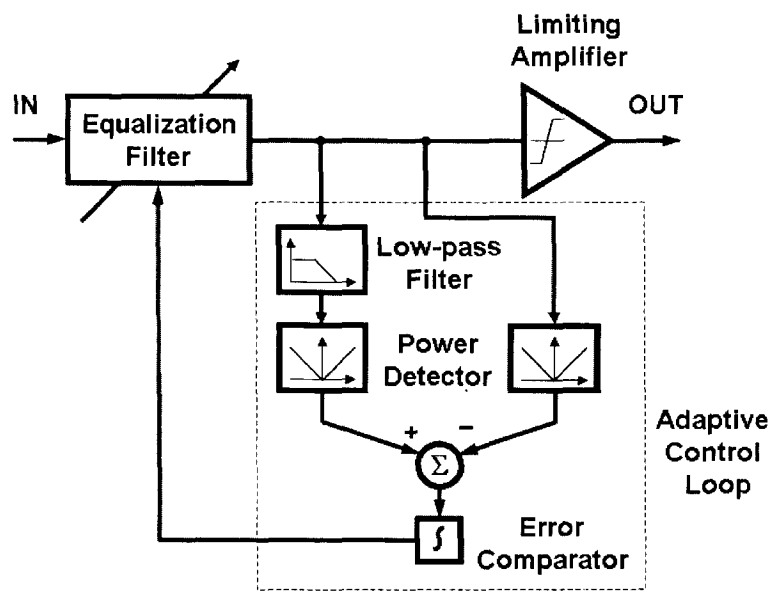 Limiting
Amplifier
IN
OUT
Equalization
Filter
Low-pass
Filter
Power
Detector
+
−
Σ
Adaptive
Control
Loop
∫
Error
Comparator